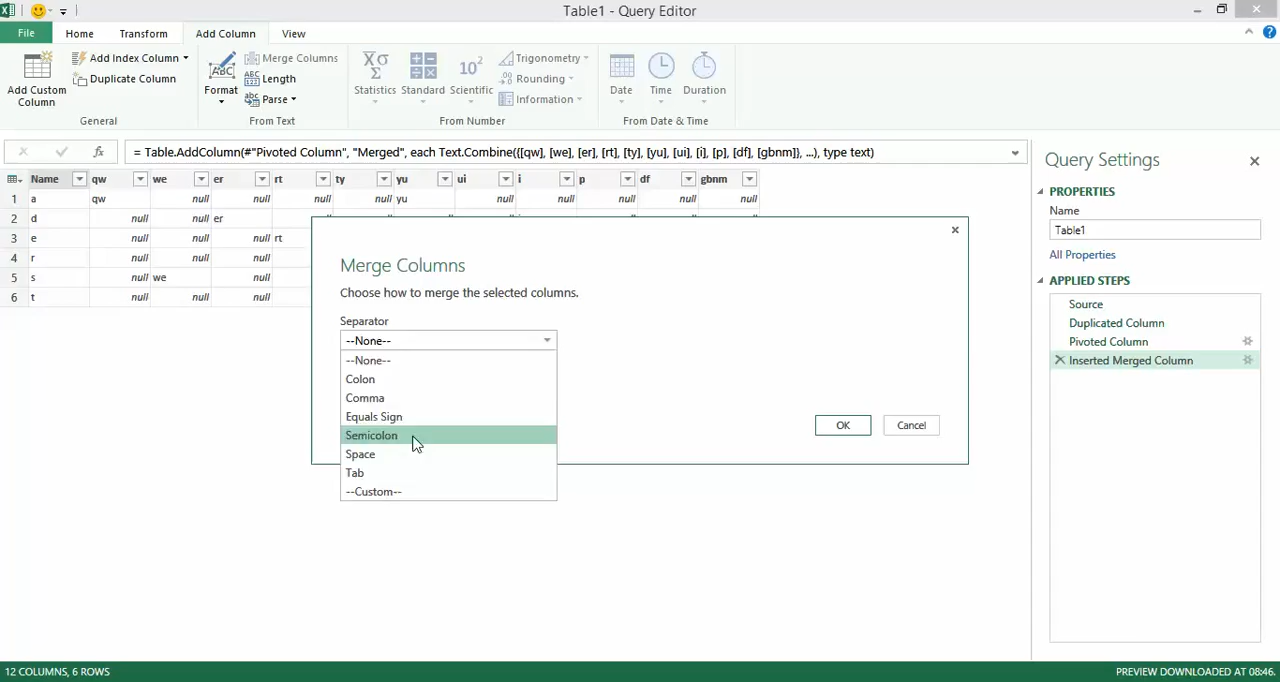 Table1 - Query Editor
File Home Transform Add Column View
Add Custom Column
Add Index Column
Duplicate Column
General
Format
Merge Columns
Length
Parse
From Text
Statistics
Standard
Scientific
Trigonometry
Rounding
Information
From Number
Date
Time
Duration
From Date & Time
= Table.AddColumn(#"Pivoted Column", "Merged", each Text.Combine({[qw], [we], [er], [rt], [ty], [yu], [ui], [i], [p], [df], [gbnm]}, ...), type text)
Name qw we er rt ty yu ui i p df gbnm
1 a qw null null null null yu null null null null null
2 d null null er
3 e null null null rt
4 r null null null
5 s null we null
6 t null null null
Merge Columns
Choose how to merge the selected columns.
Separator
--None--
--None--
Colon
Comma
Equals Sign
Semicolon
Space
Tab
--Custom--
OK Cancel
Query Settings
PROPERTIES
Name
Table1
All Properties
APPLIED STEPS
Source
Duplicated Column
Pivoted Column
Inserted Merged Column
12 COLUMNS, 6 ROWS
PREVIEW DOWNLOADED AT 08:46.